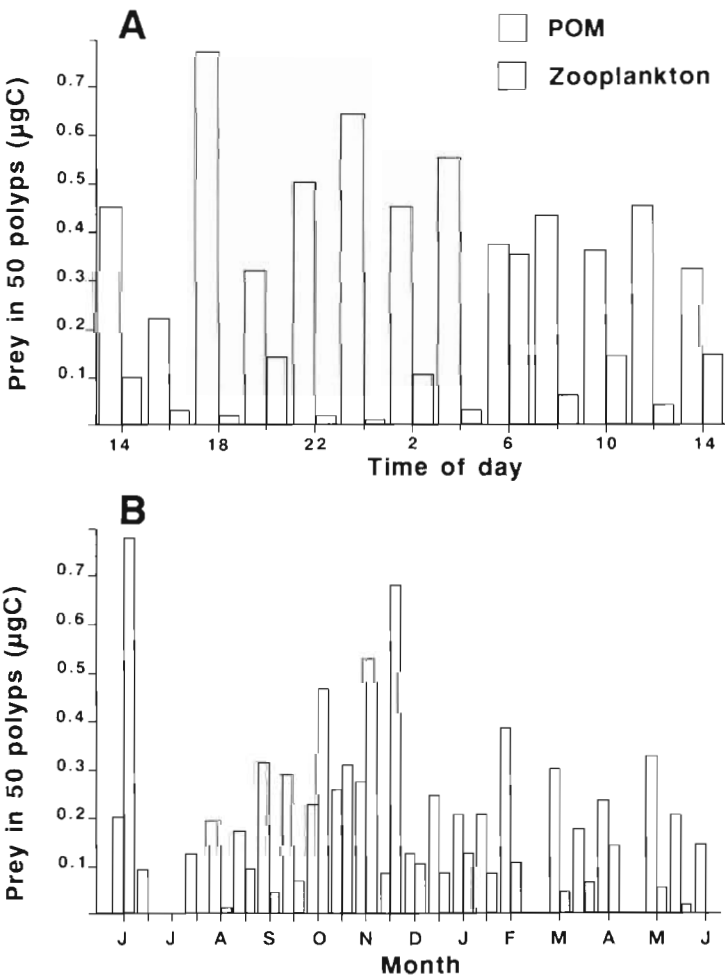 A
POM
Zooplankton
Prey in 50 polyps (µgC)
0.7
0.6
0.5
0.4
0.3
0.2
0.1
14 18 22 2 6 10 14
Time of day
B
Prey in 50 polyps (µgC)
0.7
0.6
0.5
0.4
0.3
0.2
0.1
J J A S O N D J F M A M J
Month